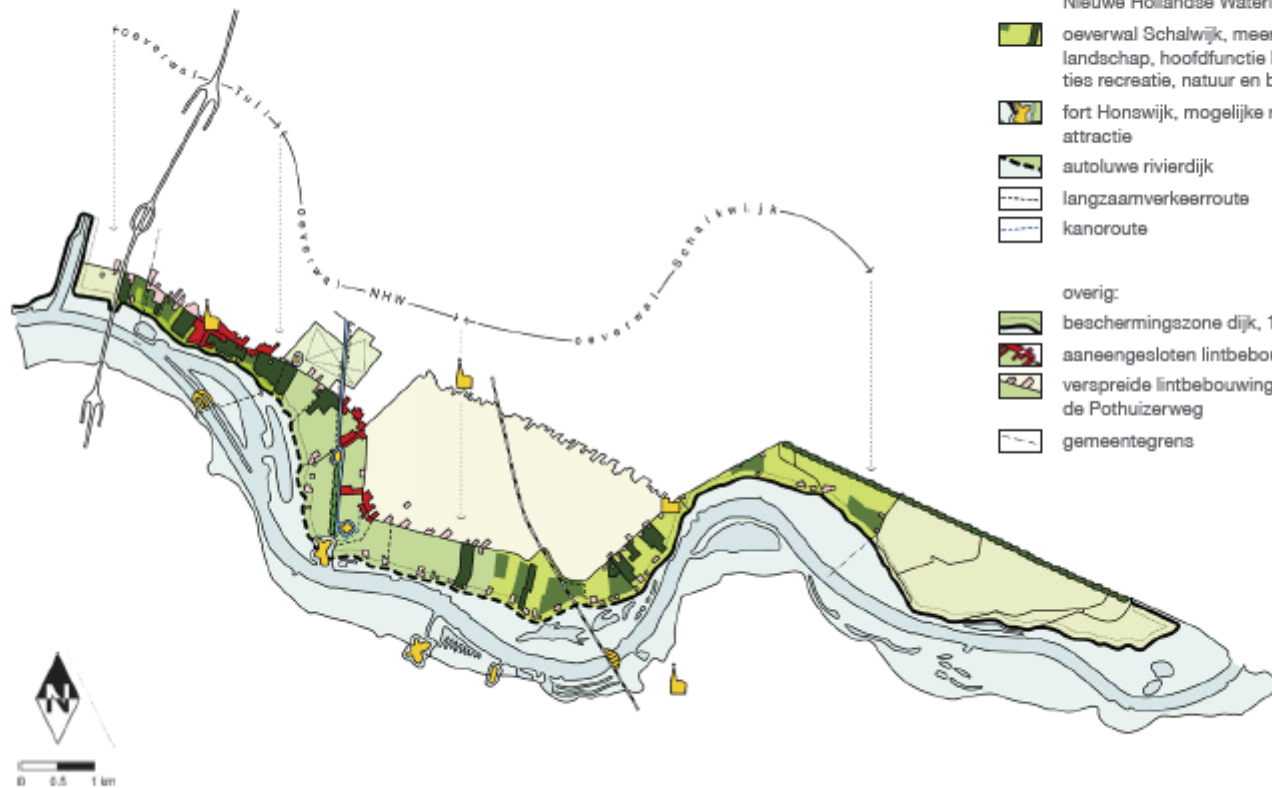 oeverwal Tull 't
oeverwal NHW 't
oeverwal Schalkwijk
Nieuwe Hollandse Waterl
oeverwal Schalwijk, meer
landschap, hoofdfunctie
ties recreatie, natuur en b
fort Honswijk, mogelijke
attractie
autoluwe rivierdijk
langzaamverkeerroute
kanoroute
overig:
beschermingszone dijk, 1
aaneengesloten lintbebou
verspreide lintbebouwing
de Pothuizerweg
gemeentegrens
N
0 0.5 1 km